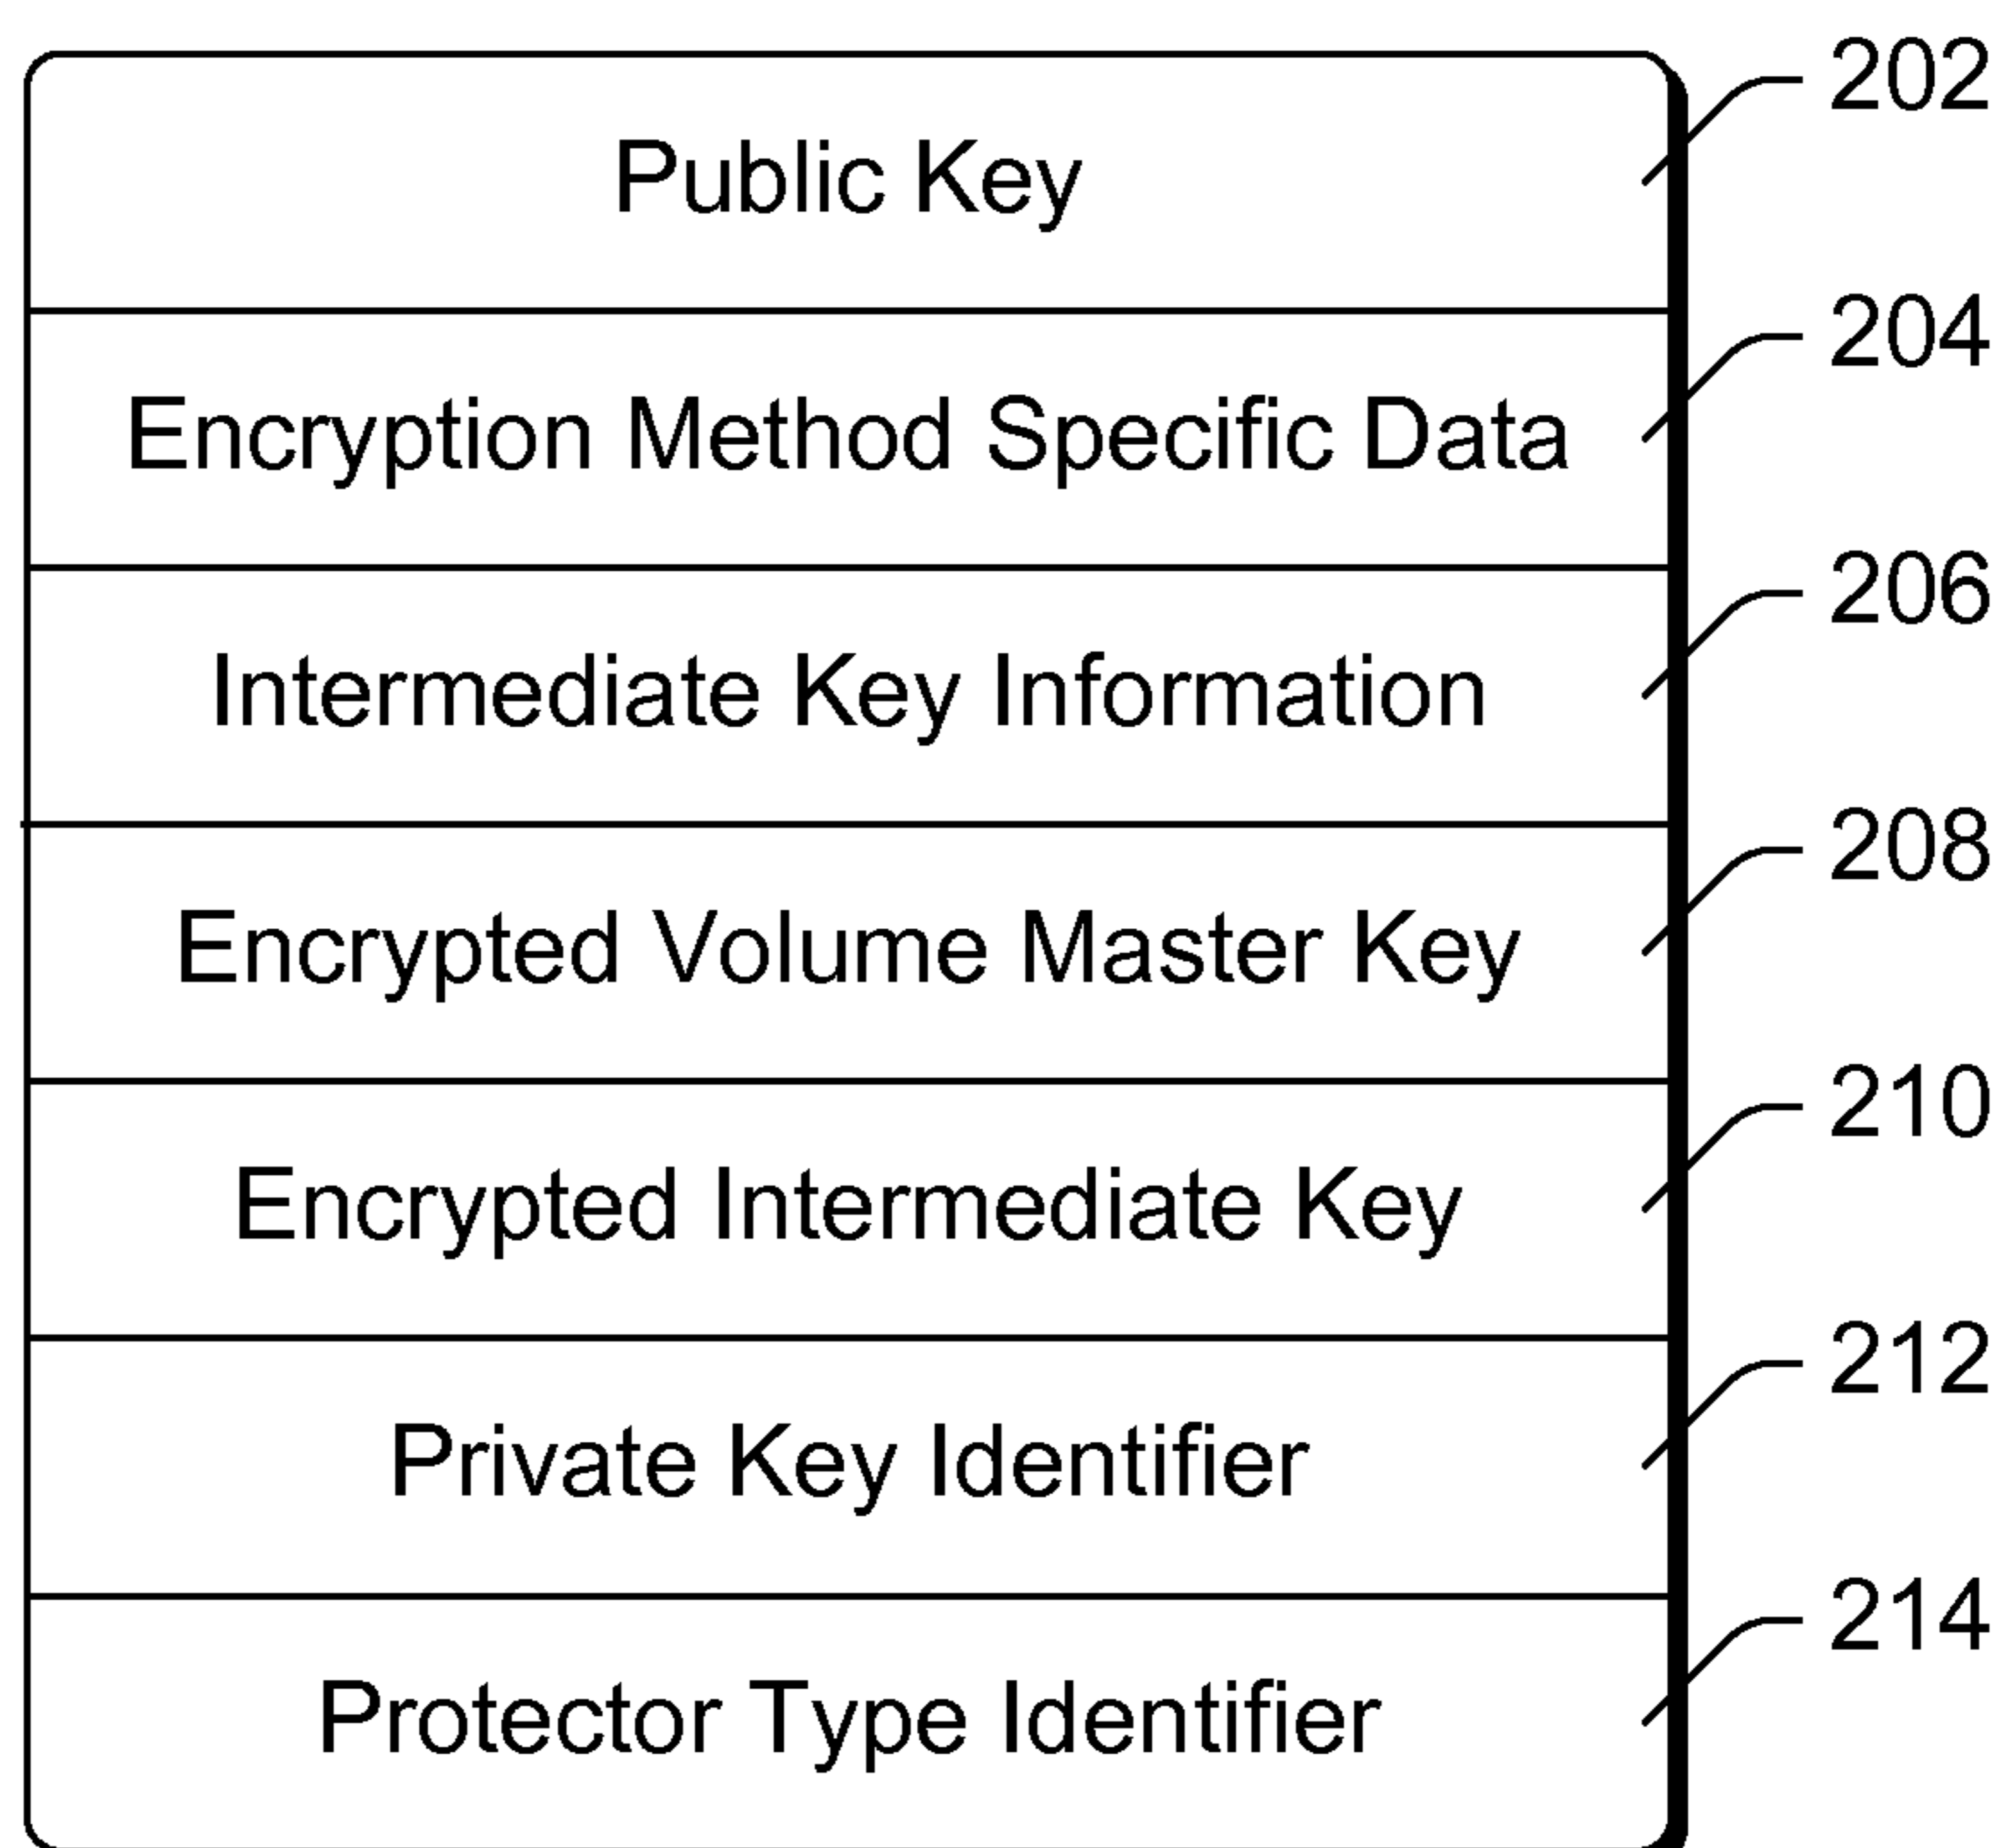 202
Public Key
204
Encryption Method Specific Data
206
Intermediate Key Information
208
Encrypted Volume Master Key
210
Encrypted Intermediate Key
212
Private Key Identifier
214
Protector Type Identifier